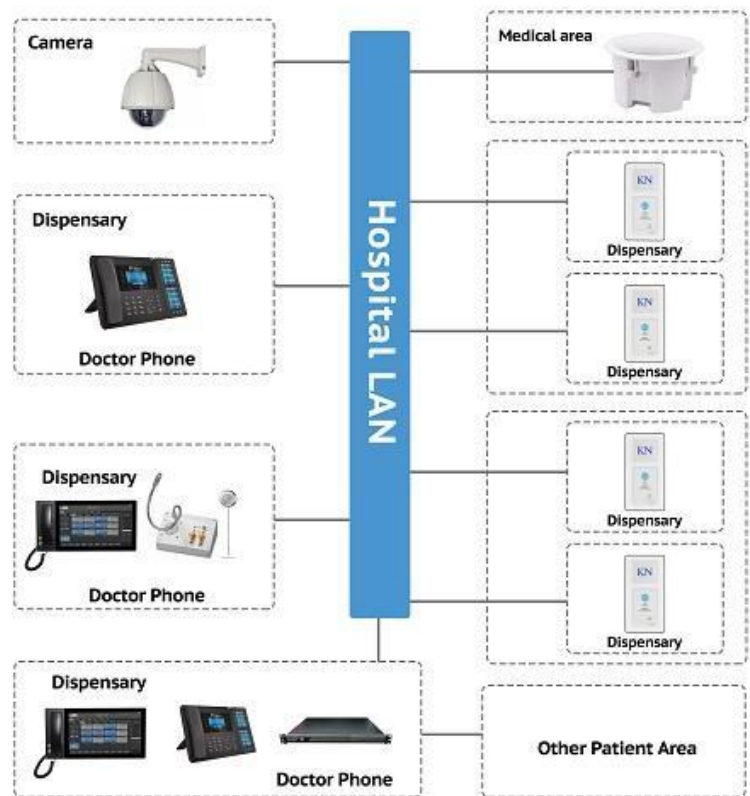 Camera
Medical area
Hospital LAN
KN
Dispensary
Dispensary
Doctor Phone
KN
Dispensary
Dispensary
Doctor Phone
KN
Dispensary
KN
Dispensary
Dispensary
Doctor Phone
Other Patient Area